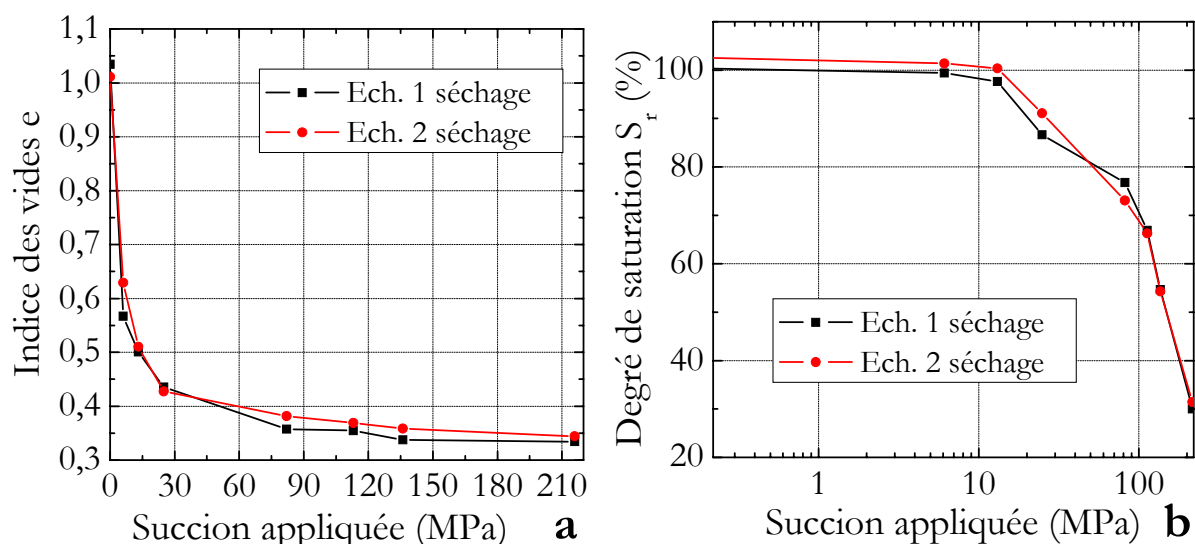 Indice des vides e
1,1
1,0
0,9
0,8
0,7
0,6
0,5
0,4
0,3
Ech. 1 séchage
Ech. 2 séchage
0 30 60 90 120 150 180 210
Succion appliquée (MPa)
a
Degré de saturation Sr (%)
100
80
60
40
20
Ech. 1 séchage
Ech. 2 séchage
1 10 100
Succion appliquée (MPa)
b